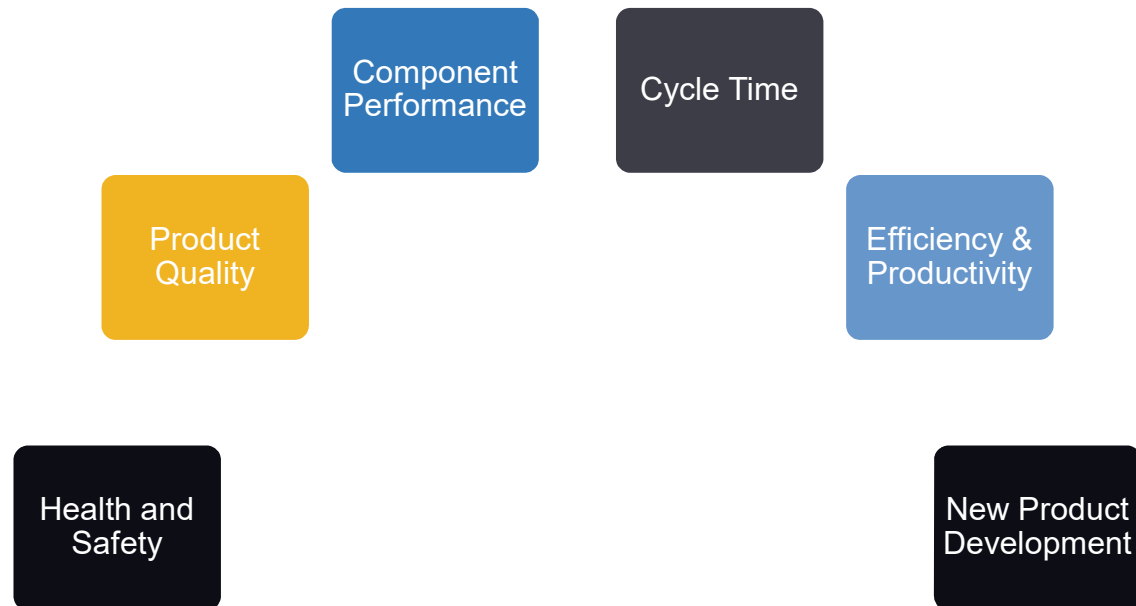 Component
Performance
Cycle Time
Product
Quality
Efficiency &
Productivity
Health and
Safety
New Product
Development